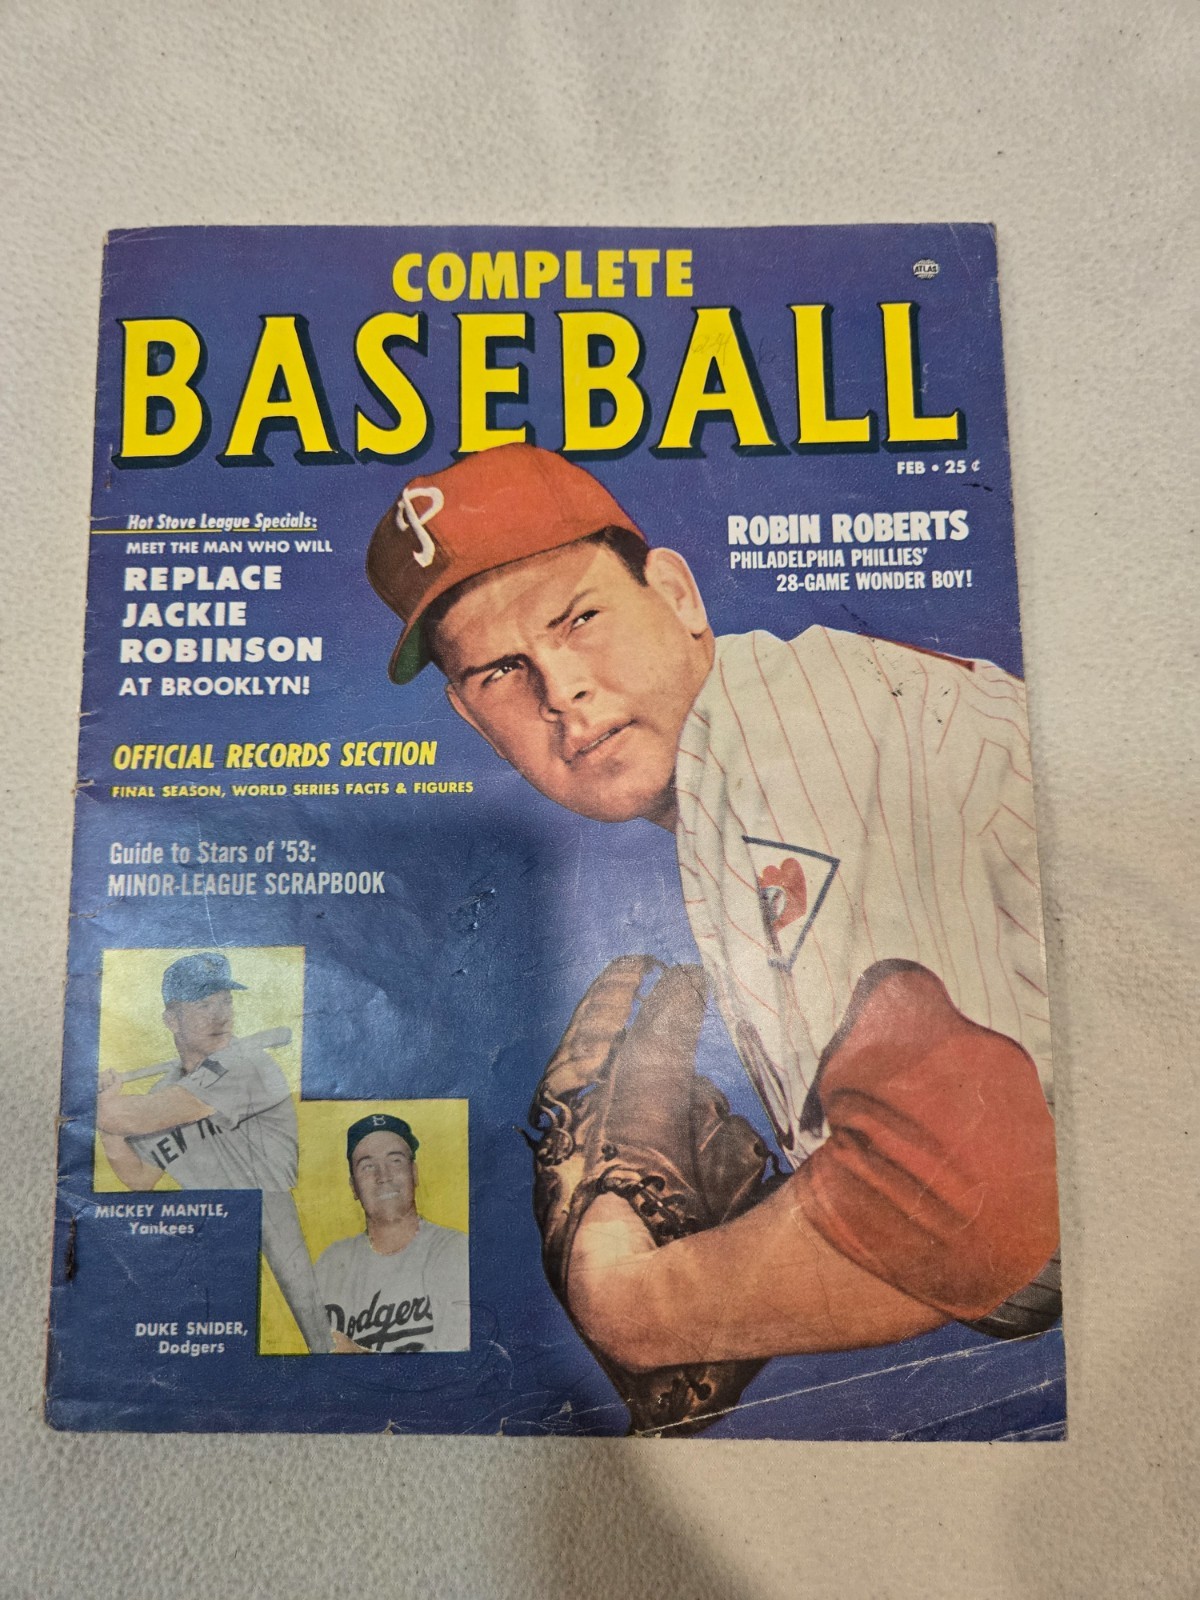 COMPLETE
ATLAS
BASEBALL
FEB • 25 ¢
Hot Stove League Specials:
MEET THE MAN WHO WILL
REPLACE
JACKIE
ROBINSON
AT BROOKLYN!
ROBIN ROBERTS
PHILADELPHIA PHILLIES'
28-GAME WONDER BOY!
P
OFFICIAL RECORDS SECTION
FINAL SEASON, WORLD SERIES FACTS & FIGURES
Guide to Stars of '53:
MINOR-LEAGUE SCRAPBOOK
MICKEY MANTLE,
Yankees
B
Dodgers
DUKE SNIDER,
Dodgers